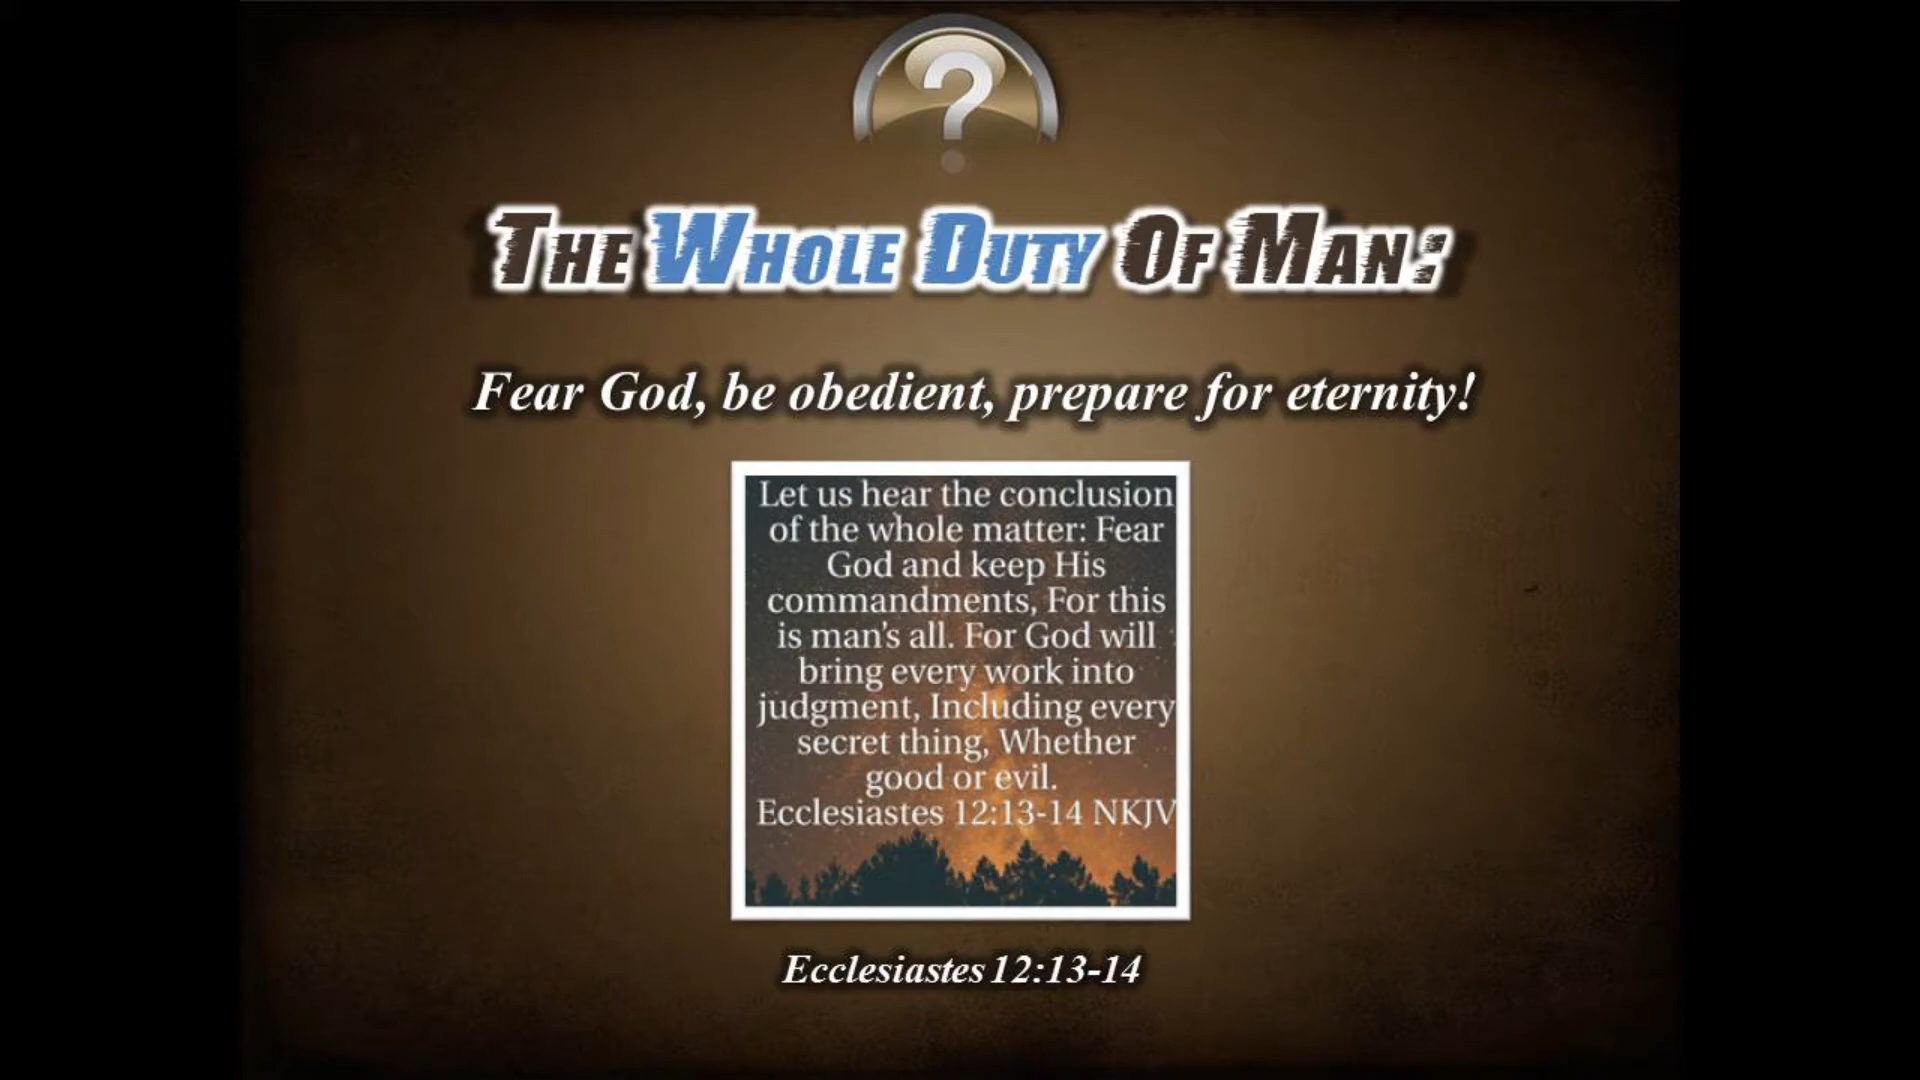 ?
THE WHOLE DUTY OF MAN:
Fear God, be obedient, prepare for eternity!
Let us hear the conclusion
of the whole matter: Fear
God and keep His
commandments, For this
is man's all. For God will
bring every work into
judgment, Including every
secret thing, Whether
good or evil.
Ecclesiastes 12:13-14 NKJV
Ecclesiastes 12:13-14